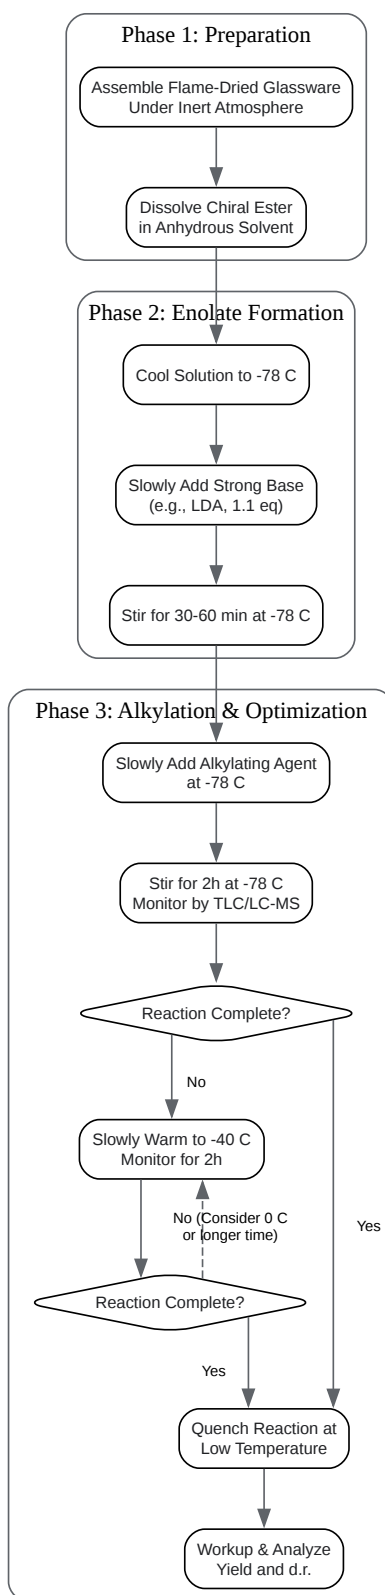 Phase 1: Preparation
Assemble Flame-Dried Glassware
Under Inert Atmosphere
Dissolve Chiral Ester
in Anhydrous Solvent
Phase 2: Enolate Formation
Cool Solution to -78 C
Slowly Add Strong Base
(e.g., LDA, 1.1 eq)
Stir for 30-60 min at -78 C
Phase 3: Alkylation & Optimization
Slowly Add Alkylating Agent
at -78 C
Stir for 2h at -78 C
Monitor by TLC/LC-MS
Reaction Complete?
No
Slowly Warm to -40 C
Monitor for 2h
No (Consider 0 C
or longer time)
Yes
Reaction Complete?
Yes
Quench Reaction at
Low Temperature
Workup & Analyze
Yield and d.r.